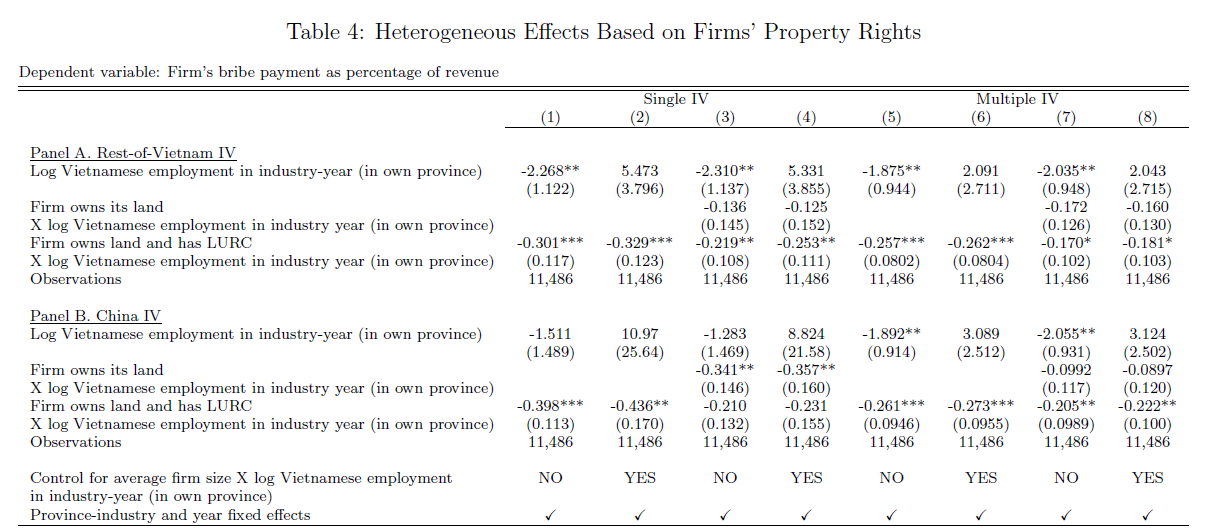 Table 4: Heterogeneous Effects Based on Firms' Property Rights
Dependent variable: Firm's bribe payment as percentage of revenue
Single IV Multiple IV
(1) (2) (3) (4) (5) (6) (7) (8)
Panel A. Rest-of-Vietnam IV
Log Vietnamese employment in industry-year (in own province) -2.268** 5.473 -2.310** 5.331 -1.875** 2.091 -2.035** 2.043
(1.122) (3.796) (1.137) (3.855) (0.944) (2.711) (0.948) (2.715)
Firm owns its land -0.136 -0.125 -0.172 -0.160
X log Vietnamese employment in industry year (in own province) (0.145) (0.152) (0.126) (0.130)
Firm owns land and has LURC -0.301*** -0.329*** -0.219** -0.253** -0.257*** -0.262*** -0.170* -0.181*
X log Vietnamese employment in industry year (in own province) (0.117) (0.123) (0.108) (0.111) (0.0802) (0.0804) (0.102) (0.103)
Observations 11,486 11,486 11,486 11,486 11,486 11,486 11,486 11,486
Panel B. China IV
Log Vietnamese employment in industry-year (in own province) -1.511 10.97 -1.283 8.824 -1.892** 3.089 -2.055** 3.124
(1.489) (25.64) (1.469) (21.58) (0.914) (2.512) (0.931) (2.502)
Firm owns its land -0.341** -0.357** -0.0992 -0.0897
X log Vietnamese employment in industry year (in own province) (0.146) (0.160) (0.117) (0.120)
Firm owns land and has LURC -0.398*** -0.436** -0.210 -0.231 -0.261*** -0.273*** -0.205** -0.222**
X log Vietnamese employment in industry year (in own province) (0.113) (0.170) (0.132) (0.155) (0.0946) (0.0955) (0.0989) (0.100)
Observations 11,486 11,486 11,486 11,486 11,486 11,486 11,486 11,486
Control for average firm size X log Vietnamese employment NO YES NO YES NO YES NO YES
in industry-year (in own province)
Province-industry and year fixed effects ✓ ✓ ✓ ✓ ✓ ✓ ✓ ✓